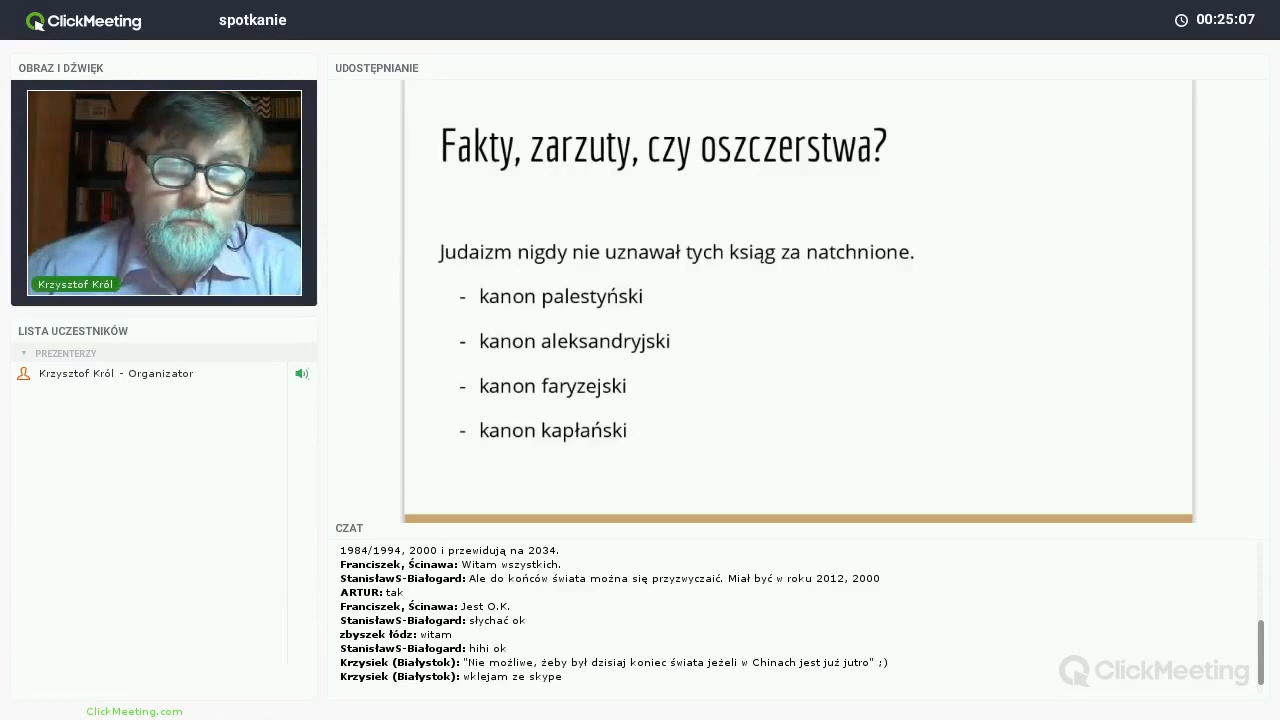 ClickMeeting
spotkanie
00:25:07
OBRAZ I DŹWIĘK
Krzysztof Król
LISTA UCZESTNIKÓW
PREZENTERZY
Krzysztof Król - Organizator
UDOSTĘPNIANIE
Fakty, zarzuty, czy oszczerstwa?
Judaizm nigdy nie uznawał tych ksiąg za natchnione.
- kanon palestyński
- kanon aleksandryjski
- kanon faryzejski
- kanon kapłański
CZAT
1984/1994, 2000 i przewidują na 2034.
Franciszek, Ścinawa: Witam wszystkich.
StanisławS-Białogard: Ale do końców świata można się przyzwyczaić. Miał być w roku 2012, 2000
ARTUR: tak
Franciszek, Ścinawa: Jest O.K.
StanisławS-Białogard: słychać ok
zbyszek łódz: witam
StanisławS-Białogard: hihi ok
Krzysiek (Białystok): "Nie możliwe, żeby był dzisiaj koniec świata jeżeli w Chinach jest już jutro" ;)
Krzysiek (Białystok): wklejam ze skype
ClickMeeting
ClickMeeting.com